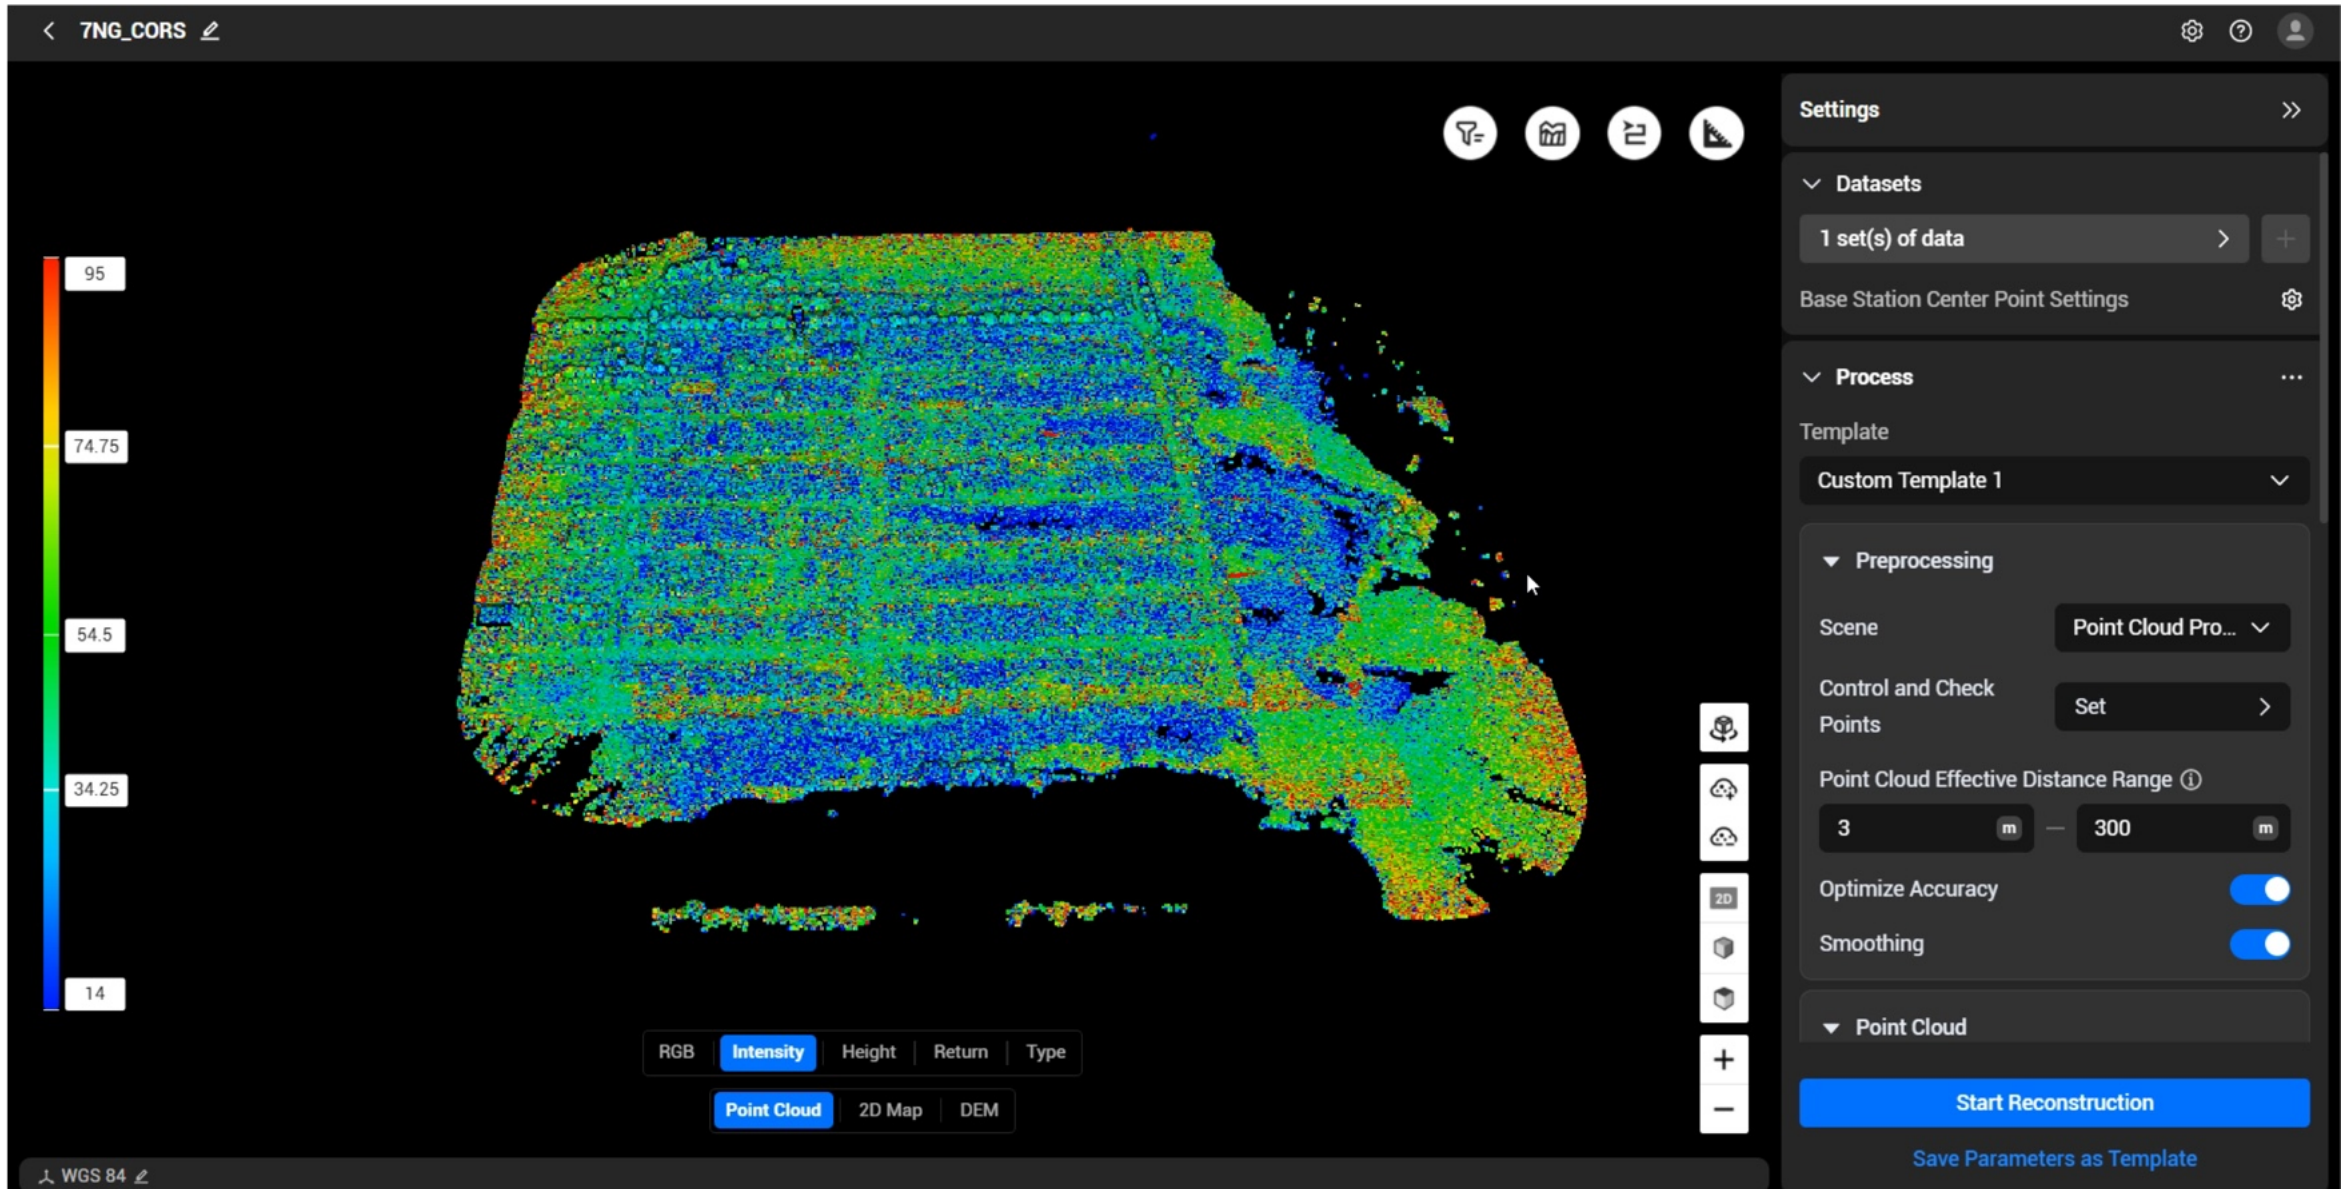 7NG_CORS
Settings
Datasets
1 set(s) of data
Base Station Center Point Settings
Process
Template
Custom Template 1
Preprocessing
Scene
Point Cloud Pro...
Control and Check
Points
Set
Point Cloud Effective Distance Range
3 m — 300 m
Optimize Accuracy
Smoothing
Point Cloud
Start Reconstruction
Save Parameters as Template
95
74.75
54.5
34.25
14
2D
RGB Intensity Height Return Type
Point Cloud 2D Map DEM
WGS 84